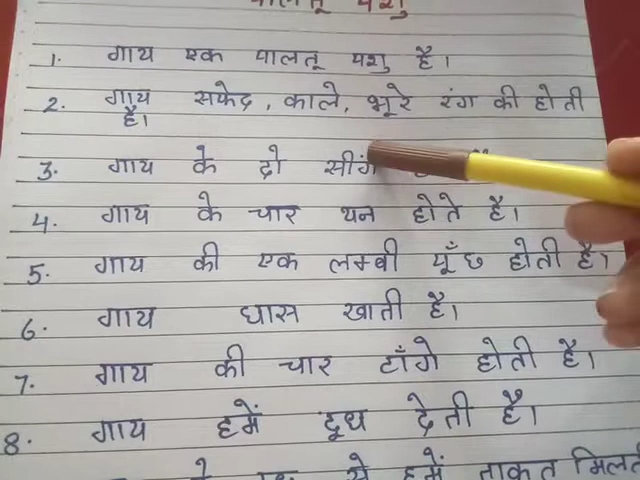 पालतू पशु
1. गाय एक पालतू पशु है।
2. गाय सफेद, काले, भूरे रंग की होती
है।
3. गाय के दो सींग
4. गाय के चार थन होते है।
5. गाय की एक लम्बी पूँछ होती है।
6. गाय घास खाती है।
7. गाय की चार टाँगे होती है।
8. गाय हमें दूध देती है।
से हमें ताकत मिलती